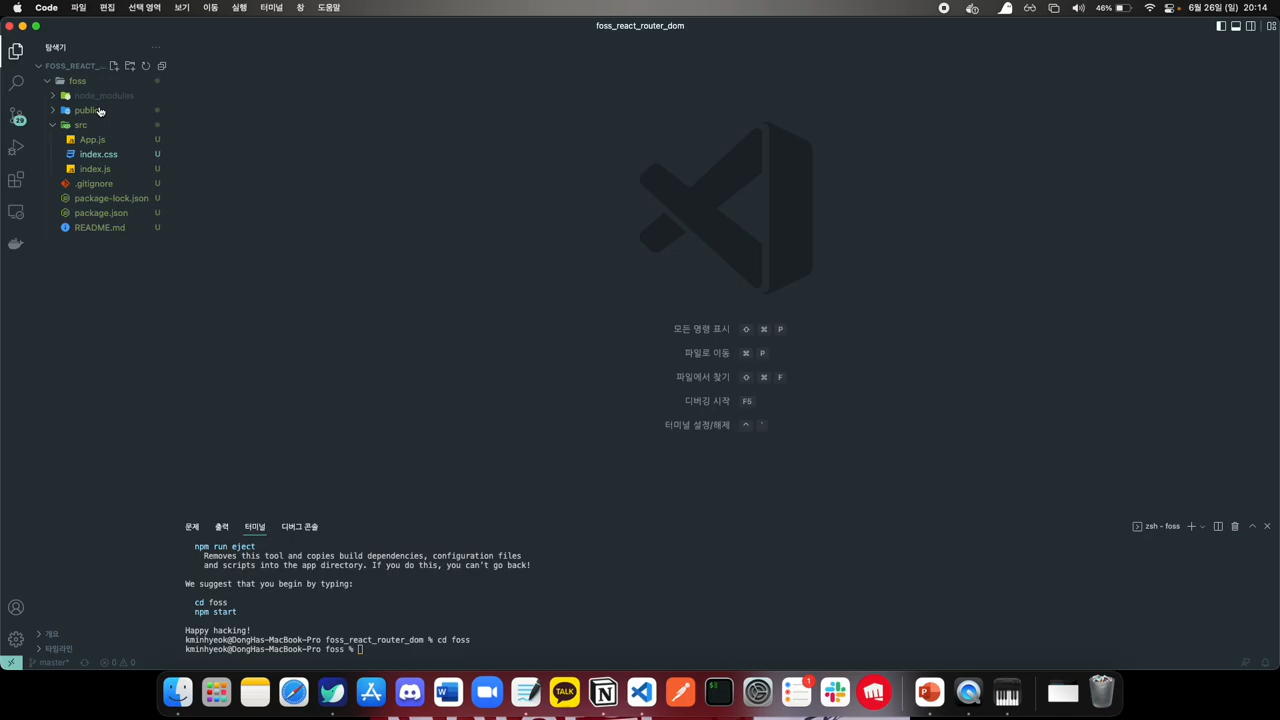 Code 파일 편집 선택 영역 보기 이동 실행 터미널 창 도움말 46% 6월 26일 (일) 20:14
foss_react_router_dom
탐색기
FOSS_REACT_...
foss
node_modules
public
src
App.js U
index.css U
index.js U
.gitignore U
package-lock.json U
package.json U
README.md U
29
모든 명령 표시 ⇧ ⌘ P
파일로 이동 ⌘ P
파일에서 찾기 ⇧ ⌘ F
디버깅 시작 F5
터미널 설정/해제 ^ `
문제 출력 터미널 디버그 콘솔 zsh - foss
npm run eject
Removes this tool and copies build dependencies, configuration files
and scripts into the app directory. If you do this, you can't go back!
We suggest that you begin by typing:
cd foss
npm start
Happy hacking!
kminhyeok@DongHas-MacBook-Pro foss_react_router_dom % cd foss
kminhyeok@DongHas-MacBook-Pro foss %
개요
타임라인
master* 0 0
TALK
1